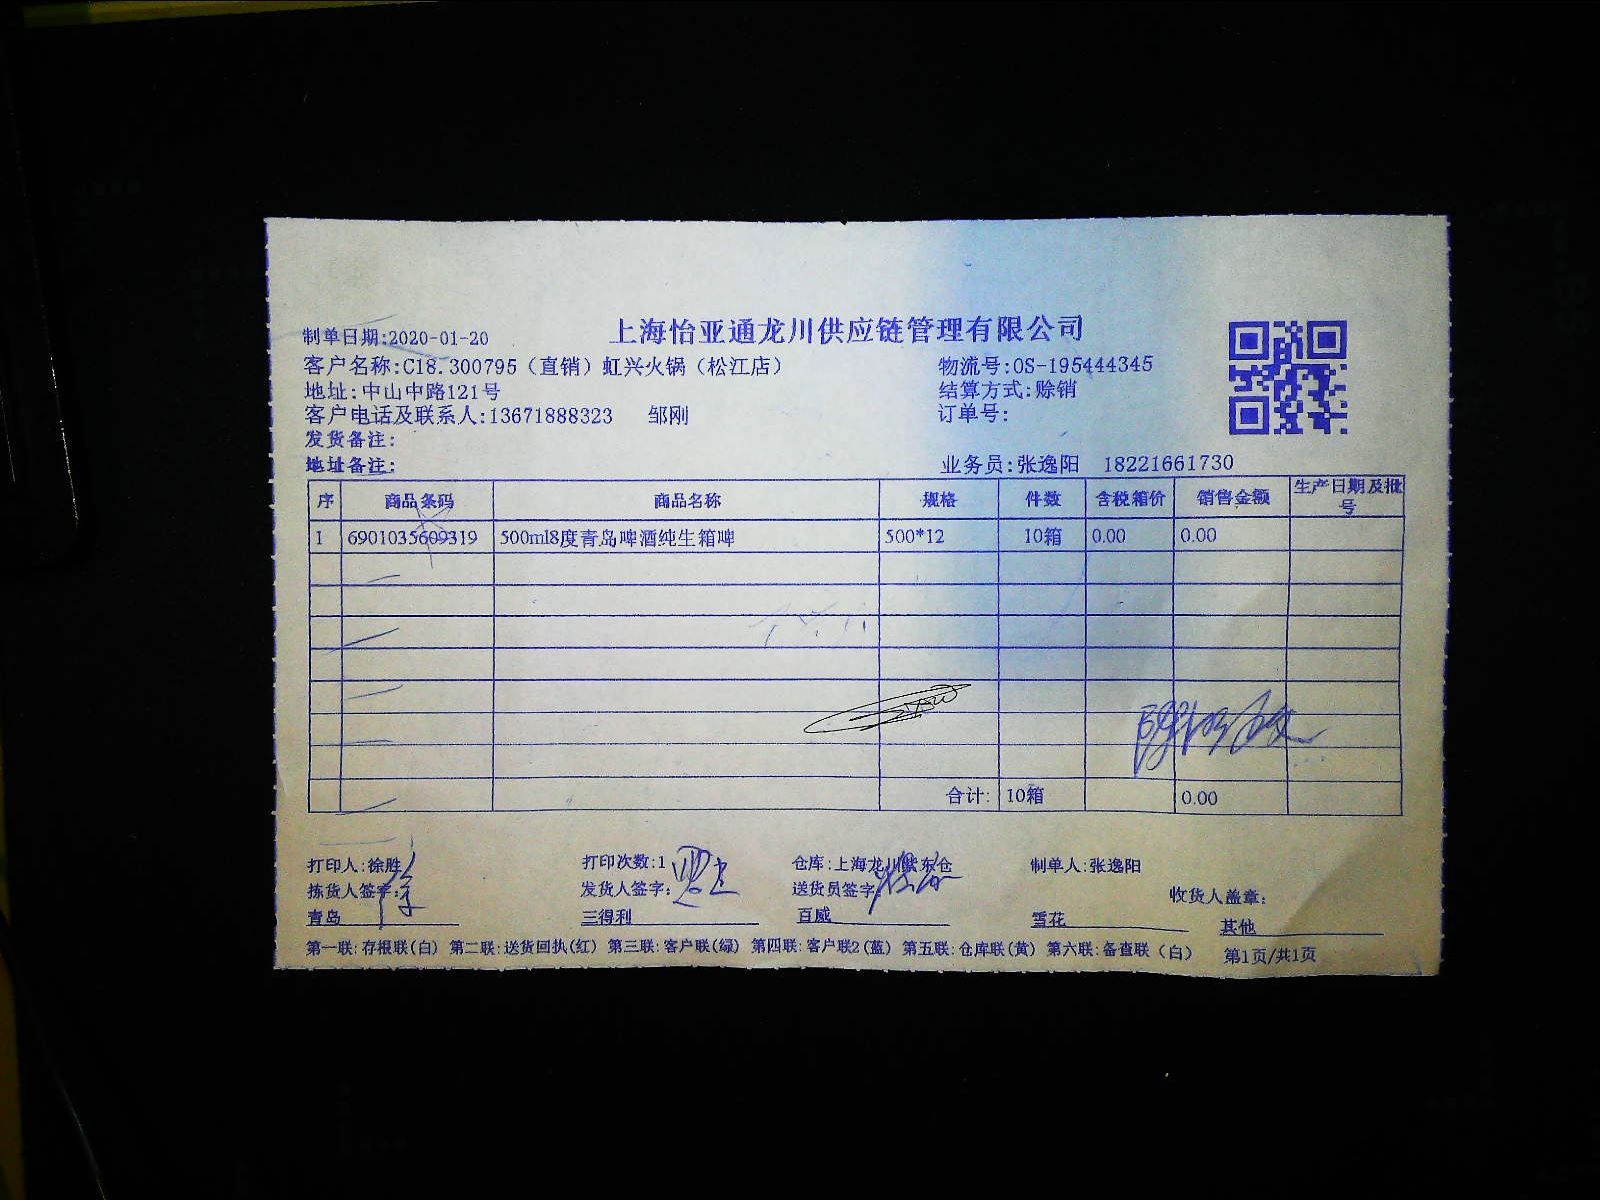 上海怡亚通龙川供应链管理有限公司
制单日期:2020-01-20
客户名称:C18.300795（直销）虹兴火锅（松江店） 物流号:OS-195444345
地址:中山中路121号 结算方式:赊销
客户电话及联系人:13671888323 邹刚 订单号:
发货备注:
地址备注: 业务员:张逸阳 18221661730
序 商品条码 商品名称 规格 件数 含税箱价 销售金额 生产日期及批号
1 6901035609319 500ml8度青岛啤酒纯生箱啤 500*12 10箱 0.00 0.00
合计: 10箱 0.00
打印人:徐胜 打印次数:1 仓库:上海龙川紫东仓 制单人:张逸阳
拣货人签字: 发货人签字: 送货员签字: 收货人盖章:
青岛 三得利 百威 雪花 其他
第一联:存根联(白) 第二联:送货回执(红) 第三联:客户联(绿) 第四联:客户联2(蓝) 第五联:仓库联(黄) 第六联:备查联（白） 第1页/共1页